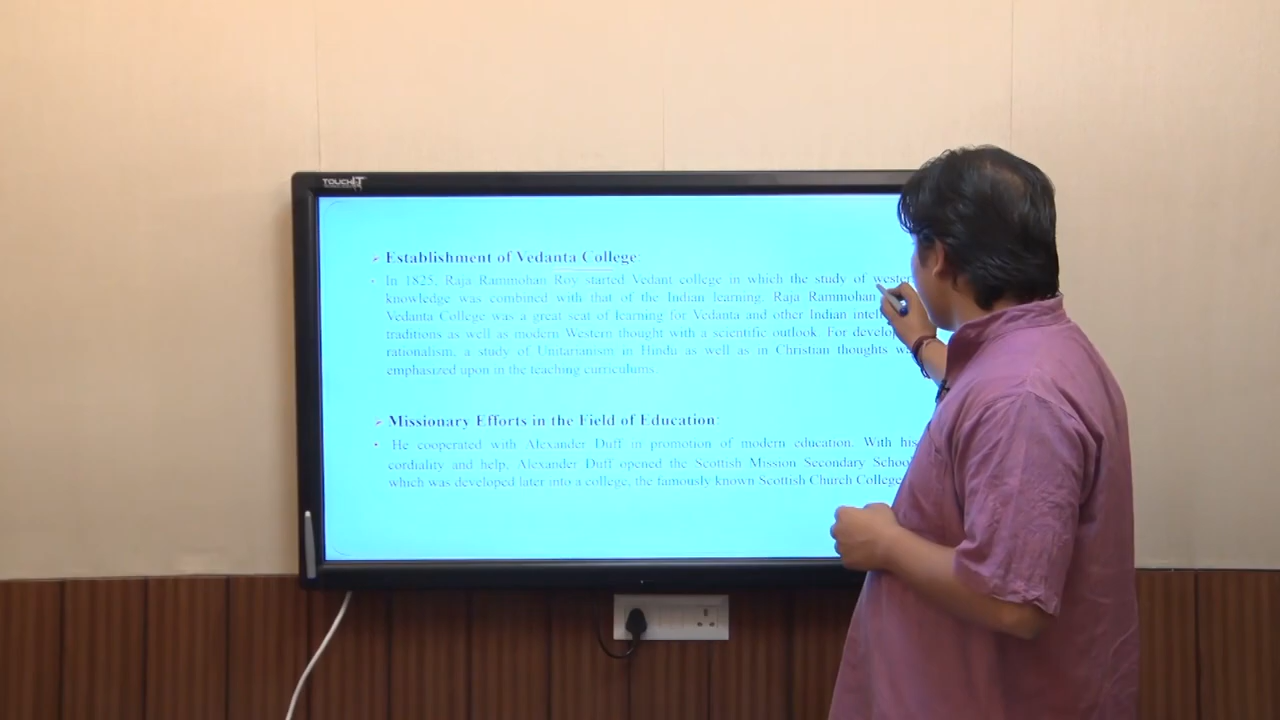 TOUCHIT
Establishment of Vedanta College:
In 1825, Raja Rammohan Roy started Vedant college in which the study of wester
knowledge was combined with that of the Indian learning. Raja Rammohan
Vedanta College was a great seat of learning for Vedanta and other Indian intelle
traditions as well as modern Western thought with a scientific outlook. For develop
rationalism, a study of Unitarianism in Hindu as well as in Christian thoughts wa
emphasized upon in the teaching curriculums.
Missionary Efforts in the Field of Education:
He cooperated with Alexander Duff in promotion of modern education. With his
cordiality and help, Alexander Duff opened the Scottish Mission Secondary School
which was developed later into a college, the famously known Scottish Church College